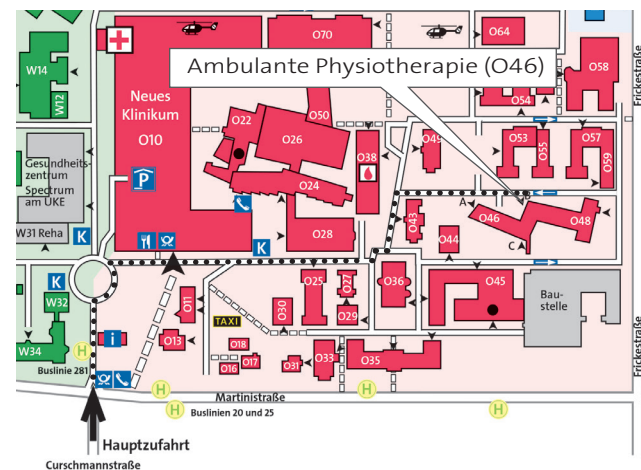 O70
O64
W14
W12
Neues
Klinikum
O10
Ambulante Physiotherapie (O46)
O58
Frickestraße
O54
O50
O22
O26
O38
O49
O53
O55
O57
O59
Gesundheits-
zentrum
Spectrum
am UKE
P
O24
B
A
O46
O48
C
W31 Reha
K
K
O28
O43
O44
K
W32
O11
O25
O27
O36
O45
Bau-
stelle
O30
O29
TAXI
i
O13
O18
O17
O16
O31
O33
O35
Frickestraße
W34
H
Buslinie 281
H
H
Martinistraße
H
Buslinien 20 und 25
H
Hauptzufahrt
Curschmannstraße